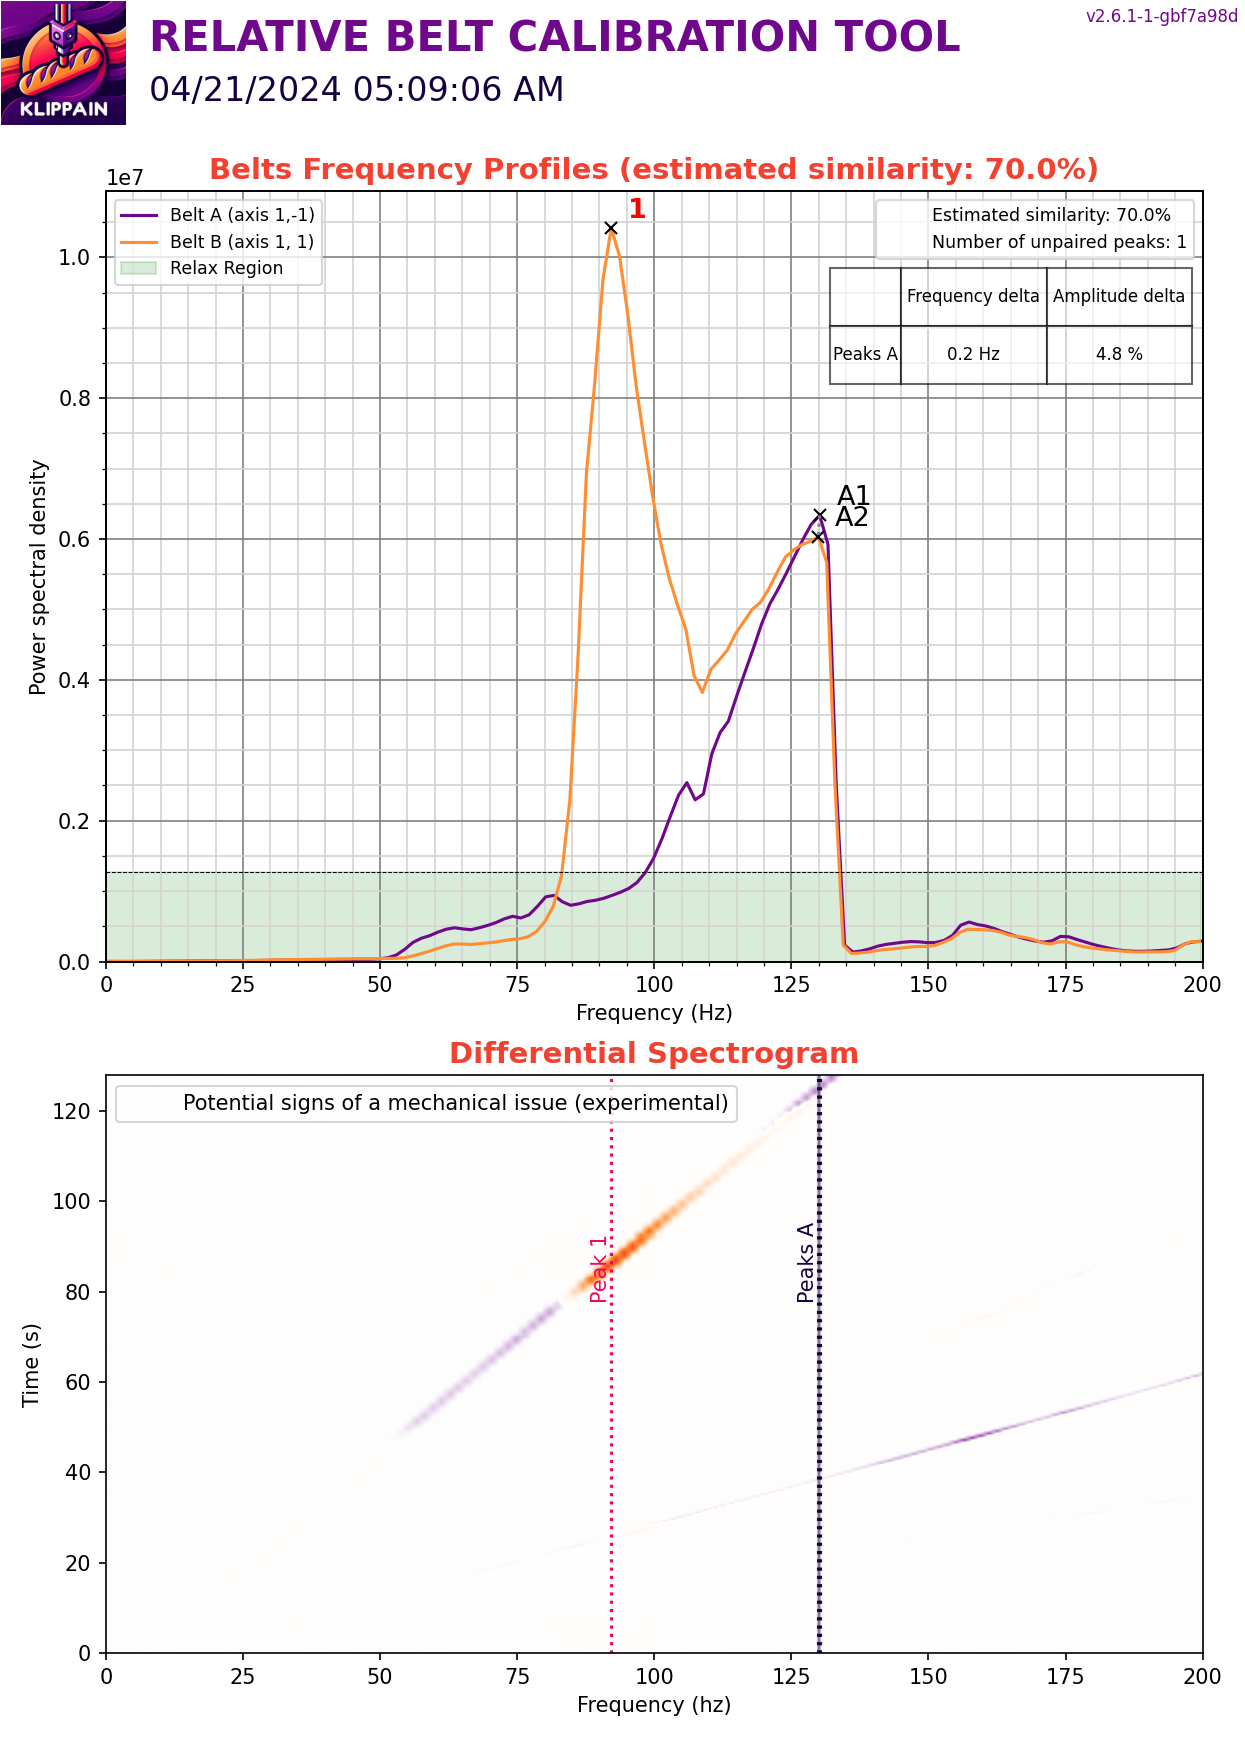 v2.6.1-1-gbf7a98d
RELATIVE BELT CALIBRATION TOOL
04/21/2024 05:09:06 AM
KLIPPAIN
Belts Frequency Profiles (estimated similarity: 70.0%)
1e7
1
Belt A (axis 1,-1)
Belt B (axis 1, 1)
Relax Region
Estimated similarity: 70.0%
Number of unpaired peaks: 1
Frequency delta Amplitude delta
Peaks A 0.2 Hz 4.8 %
A1
A2
1.0
0.8
0.6
0.4
0.2
0.0
Power spectral density
0 25 50 75 100 125 150 175 200
Frequency (Hz)
Differential Spectrogram
Potential signs of a mechanical issue (experimental)
Peak 1
Peaks A
120
100
80
60
40
20
0
Time (s)
0 25 50 75 100 125 150 175 200
Frequency (hz)